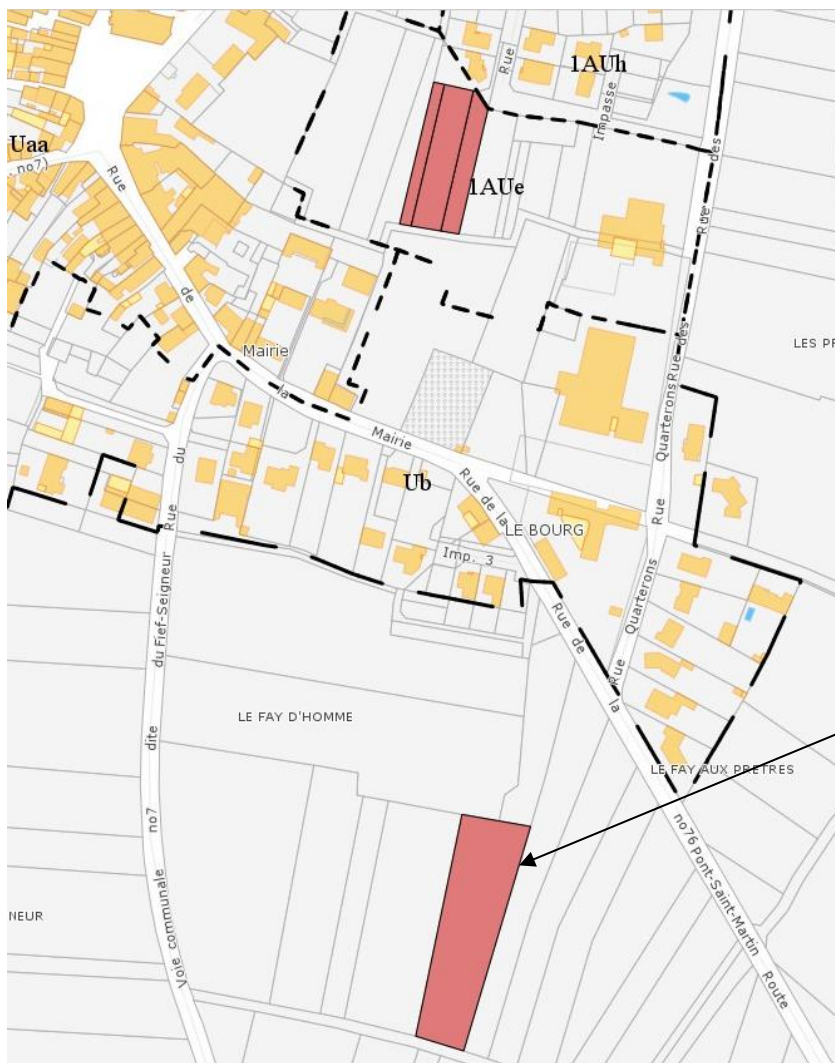 Rue
1AUh
Impasse
Rue des
Uaa
no7)
Rue
1AUe
de
Mairie
la
LES PR
Rue des
Quarterons
Mairie
Ub
Rue de la
LE BOURG
Imp. 3
Rue
Quarterons
Rue
Rue du
Fief-Seigneur
du
dite
no7
Voie communale
Rue de la
LE FAY D'HOMME
LE FAY AUX PRETRES
no76 Pont-Saint-Martin
Route
NEUR